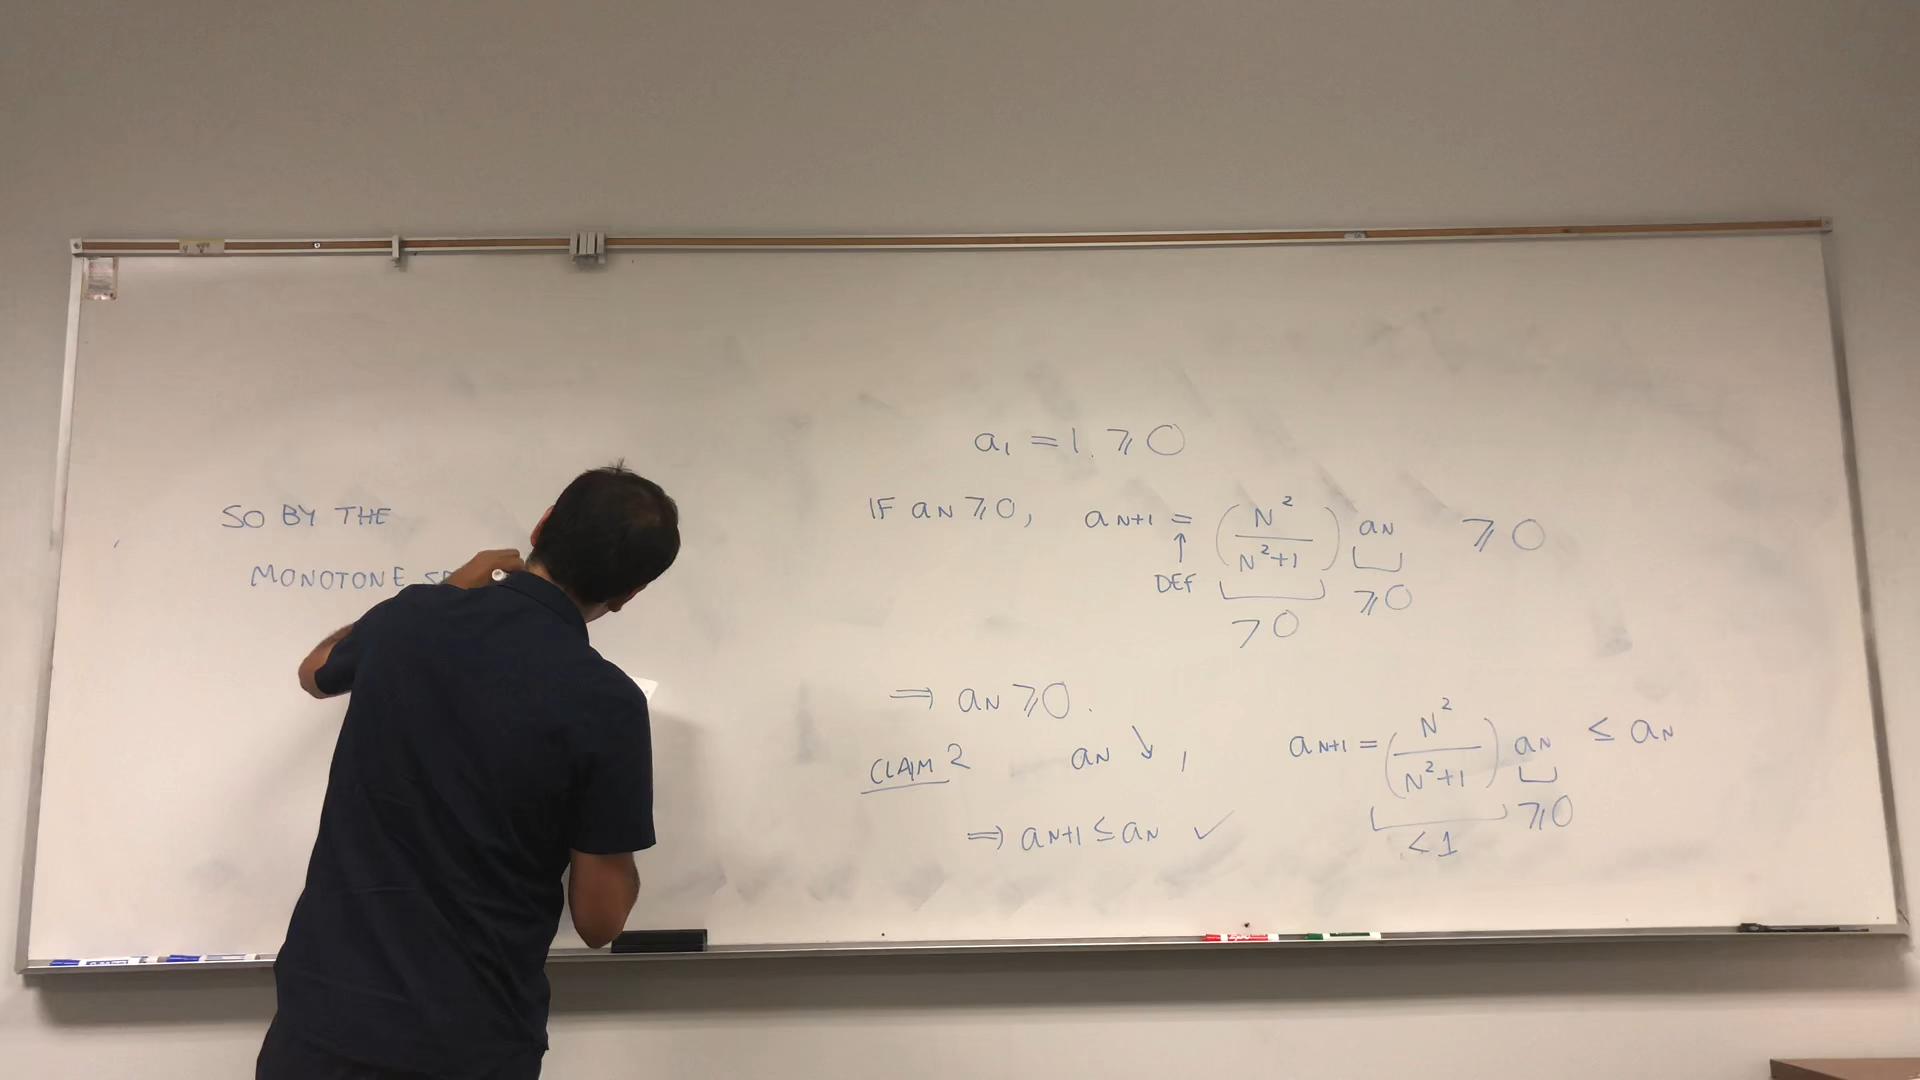 SO BY THE
MONOTONE
a₁ = 1 ⩾ 0
IF aN ⩾ 0, aN+1 = (N²/(N²+1)) aN ⩾ 0
↑
DEF
> 0
⩾ 0
⇒ aN ⩾ 0.
CLAIM 2 aN ↘,
aN+1 = (N²/(N²+1)) aN ≤ aN
< 1
⩾ 0
⇒ aN+1 ≤ aN ✓